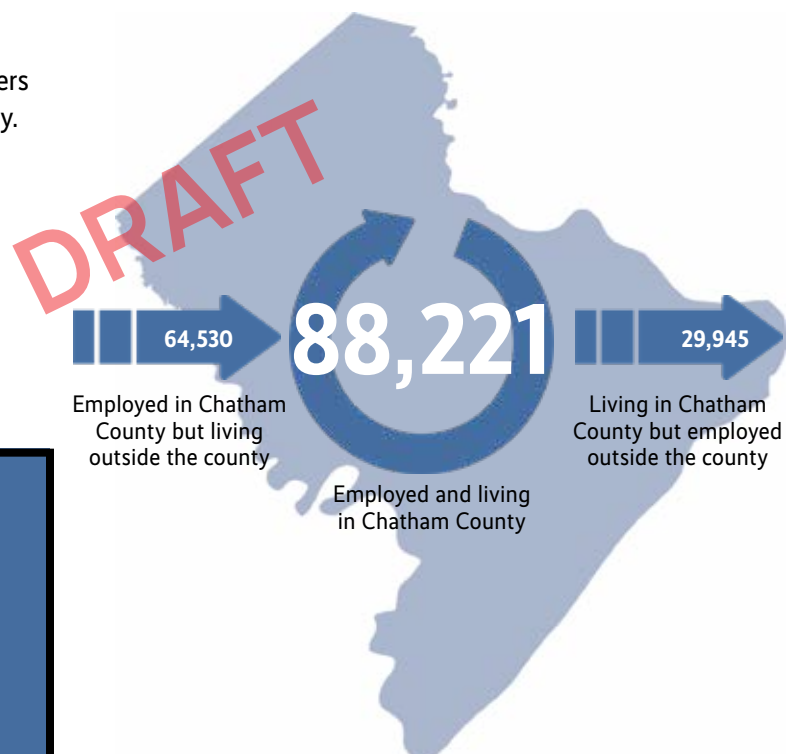 ers
y.
DRAFT
64,530
88,221
29,945
Employed in Chatham
County but living
outside the county
Employed and living
in Chatham County
Living in Chatham
County but employed
outside the county